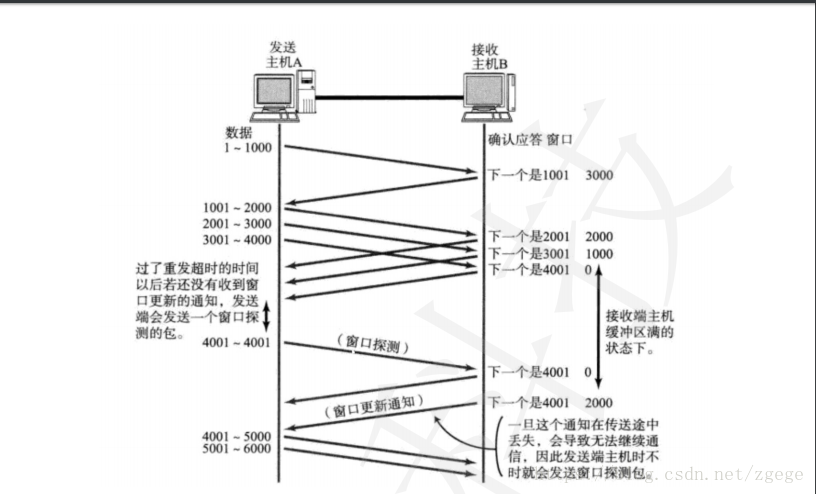 发送
主机A
接收
主机B
数据
确认应答 窗口
1～1000
下一个是1001 3000
1001～2000
2001～3000
3001～4000
下一个是2001 2000
下一个是3001 1000
下一个是4001 0
过了重发超时的时间
以后若还没有收到窗
口更新的通知，发送
端会发送一个窗口探
测的包。
接收端主机
缓冲区满的
状态下。
4001～4001
（窗口探测）
下一个是4001 0
（窗口更新通知）
下一个是4001 2000
4001～5000
5001～6000
一旦这个通知在传送途中
丢失，会导致无法继续通
信，因此发送端主机时不
时就会发送窗口探测包。
g.csdn.net/zgege